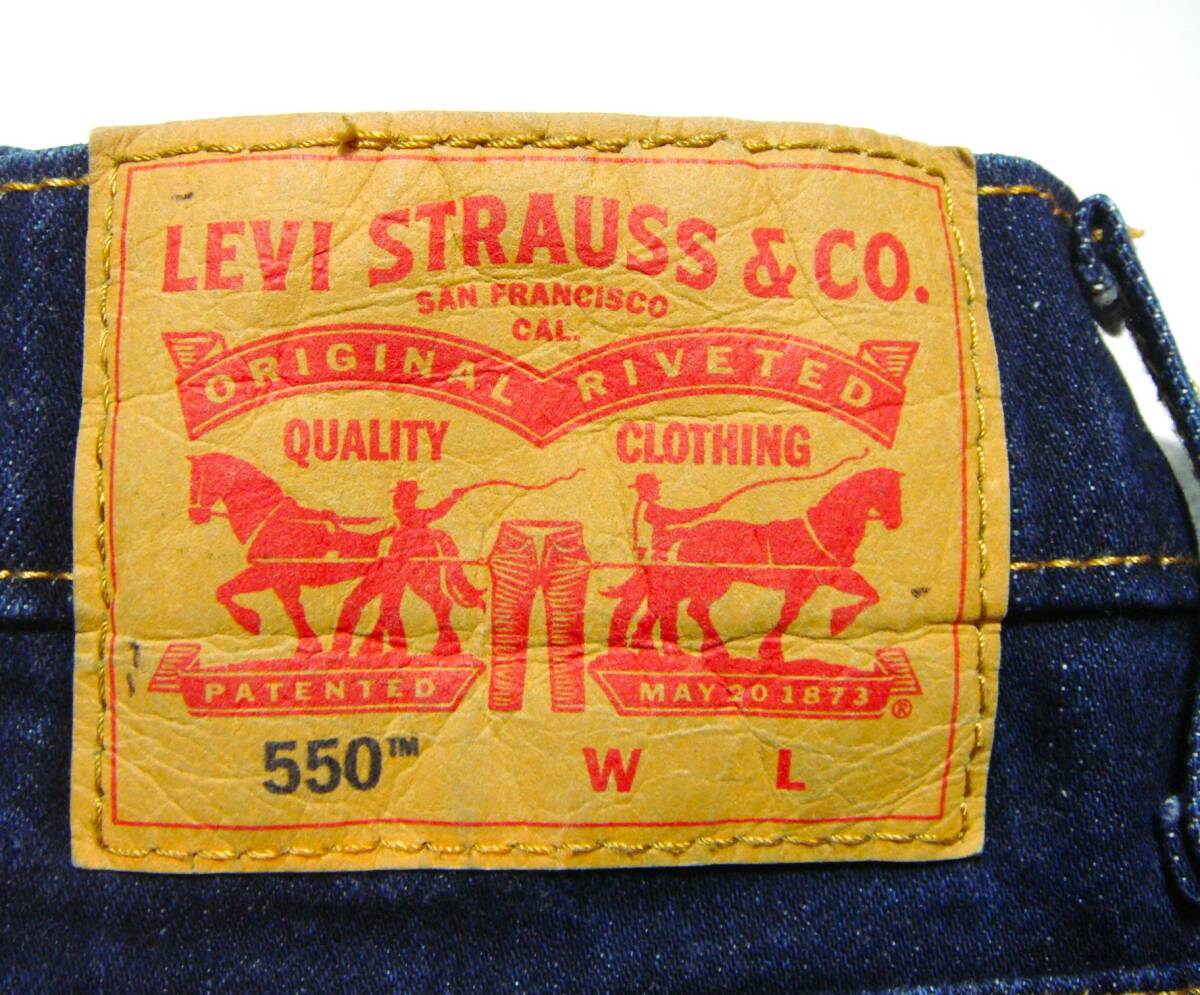 LEVI STRAUSS & CO.
SAN FRANCISCO
CAL.
ORIGINAL RIVETED
QUALITY CLOTHING
PATENTED MAY 20 1873 ®
550™ W L